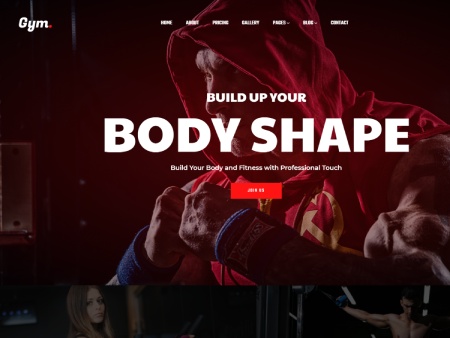 Gym.
HOME ABOUT PRICING GALLERY PAGES BLOG CONTACT
BUILD UP YOUR
BODY SHAPE
Build Your Body and Fitness with Professional Touch
JOIN US